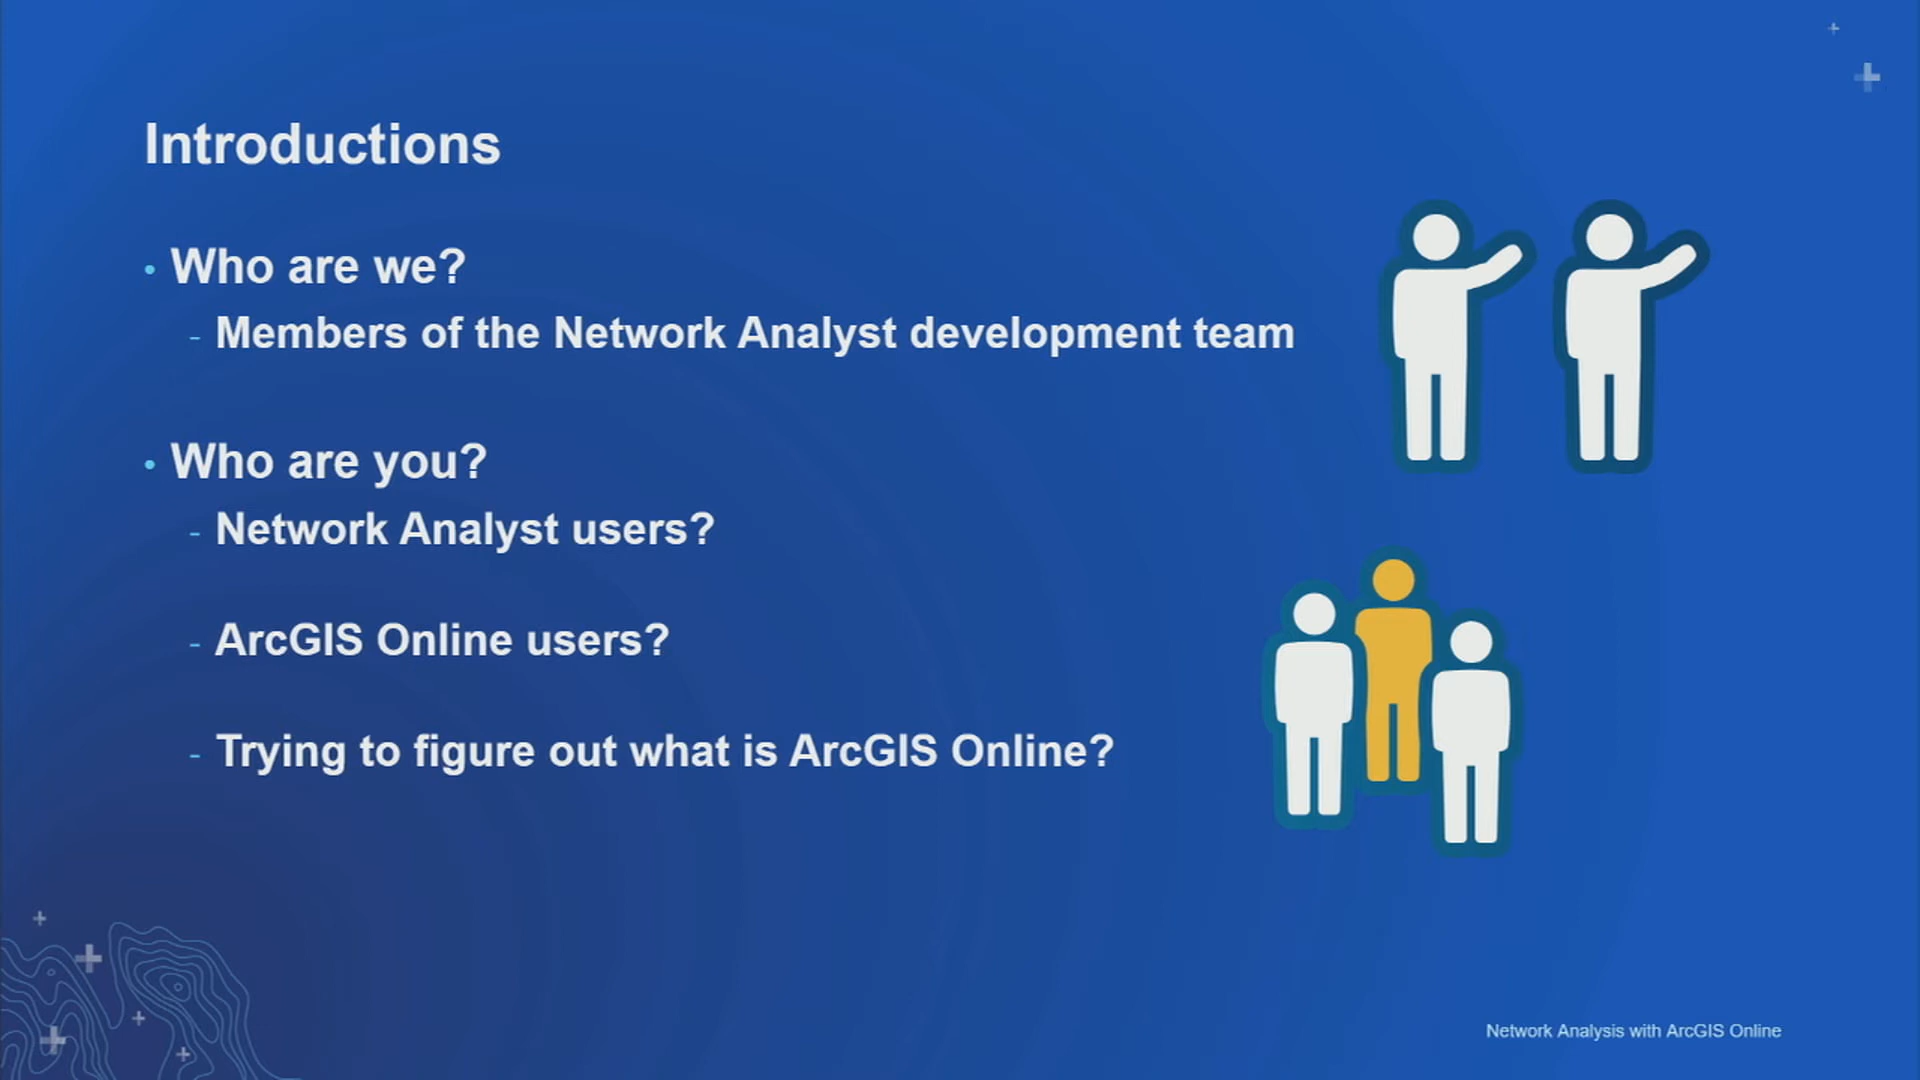 Introductions
• Who are we?
- Members of the Network Analyst development team
• Who are you?
- Network Analyst users?
- ArcGIS Online users?
- Trying to figure out what is ArcGIS Online?
Network Analysis with ArcGIS Online